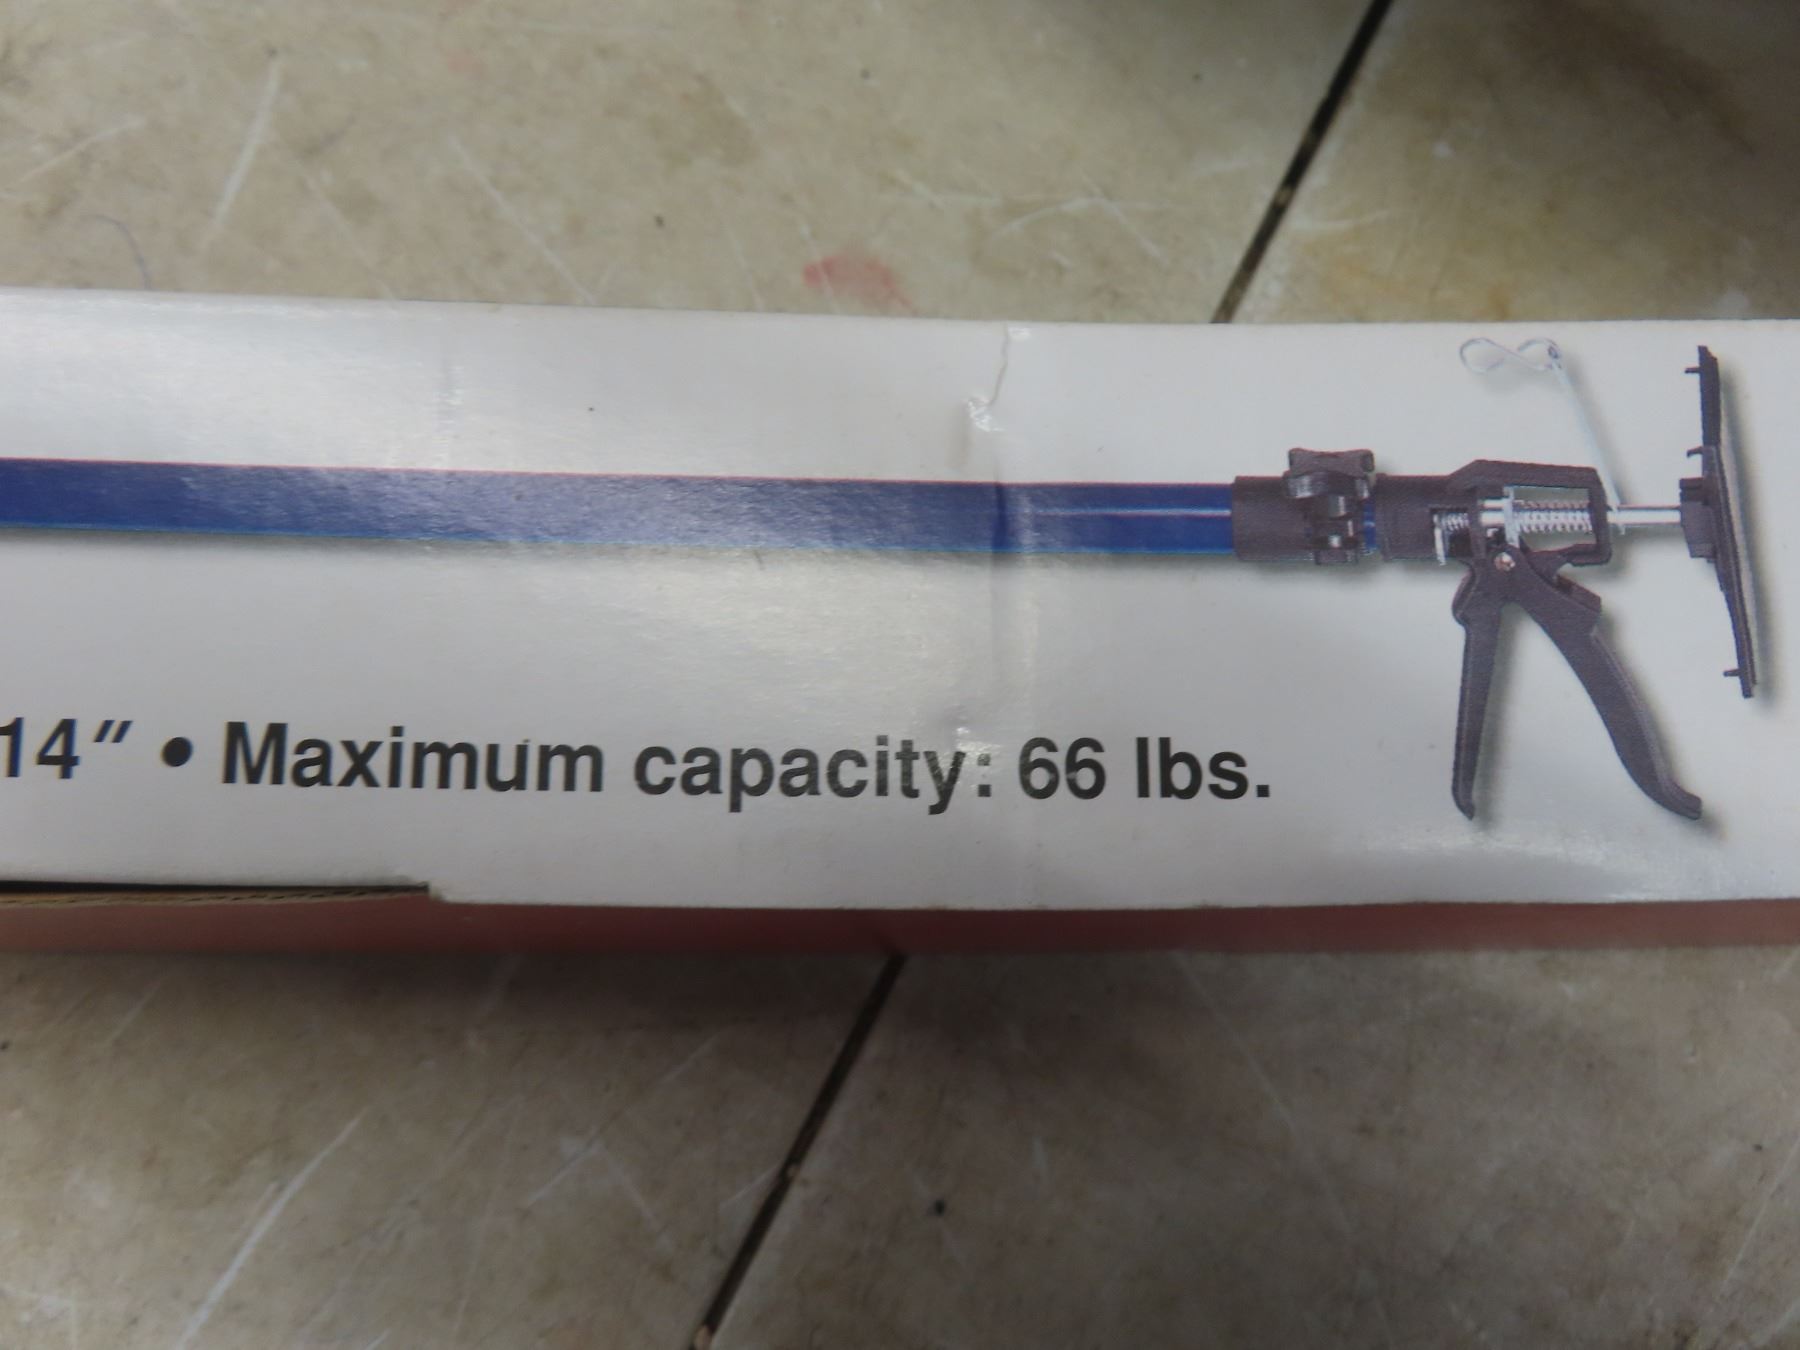 14″ • Maximum capacity: 66 lbs.